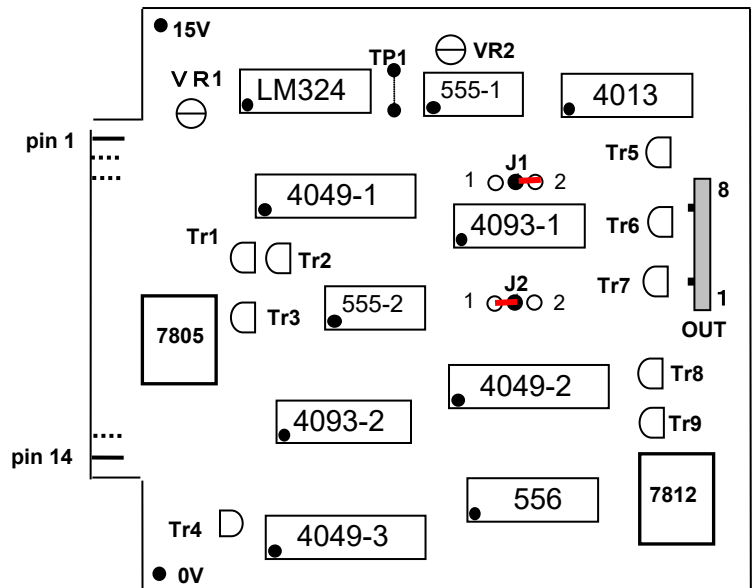 15V
TP1
VR2
VR1
LM324
555-1
4013
pin 1
Tr5
J1
1 2
8
4049-1
4093-1
Tr6
Tr1
Tr2
Tr7
J2
1 2
1
555-2
Tr3
OUT
7805
Tr8
4049-2
4093-2
Tr9
pin 14
556
7812
Tr4
4049-3
0V